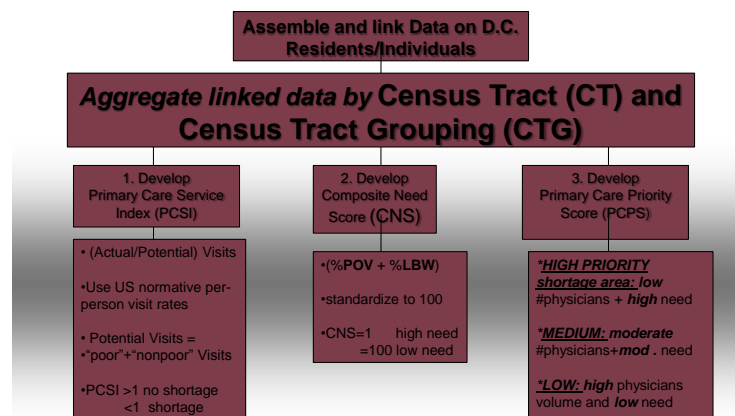 Assemble and link Data on D.C.
Residents/Individuals
Aggregate linked data by Census Tract (CT) and
Census Tract Grouping (CTG)
1. Develop
Primary Care Service
Index (PCSI)
• (Actual/Potential) Visits
•Use US normative per-
person visit rates
• Potential Visits =
•“poor”+“nonpoor” Visits
•PCSI >1 no shortage
<1 shortage
2. Develop
Composite Need
Score (CNS)
•(%POV + %LBW)
•standardize to 100
•CNS=1 high need
=100 low need
3. Develop
Primary Care Priority
Score (PCPS)
*HIGH PRIORITY
shortage area: low
#physicians + high need
*MEDIUM: moderate
#physicians+mod . need
*LOW: high physicians
volume and low need